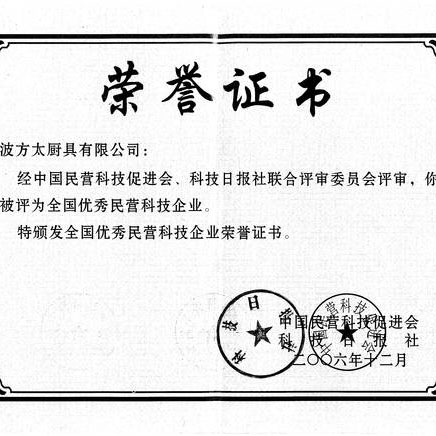 荣誉证书
波方太厨具有限公司：
经中国民营科技促进会、科技日报社联合评审委员会评审，你
被评为全国优秀民营科技企业。
特颁发全国优秀民营科技企业荣誉证书。
中国民营科技促进会
科技日报社
二〇〇六年十二月